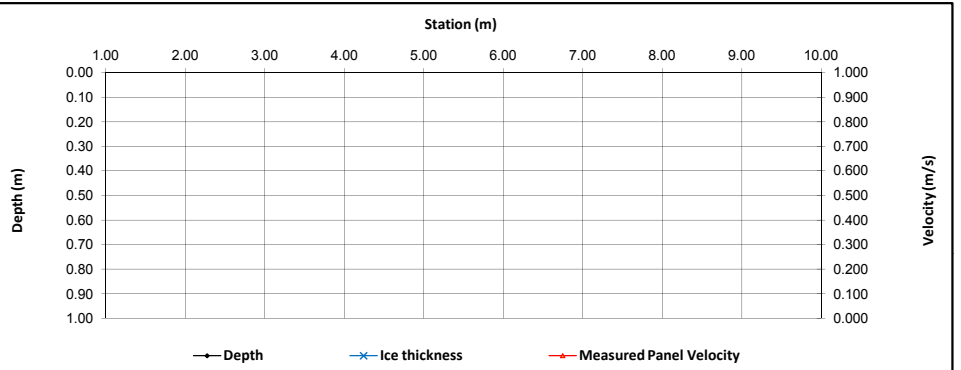 Station (m)
1.00 2.00 3.00 4.00 5.00 6.00 7.00 8.00 9.00 10.00
0.00 1.000
0.10 0.900
0.20 0.800
0.30 0.700
0.40 0.600
0.50 0.500
0.60 0.400
0.70 0.300
0.80 0.200
0.90 0.100
1.00 0.000
Depth (m)
Velocity (m/s)
Depth Ice thickness Measured Panel Velocity